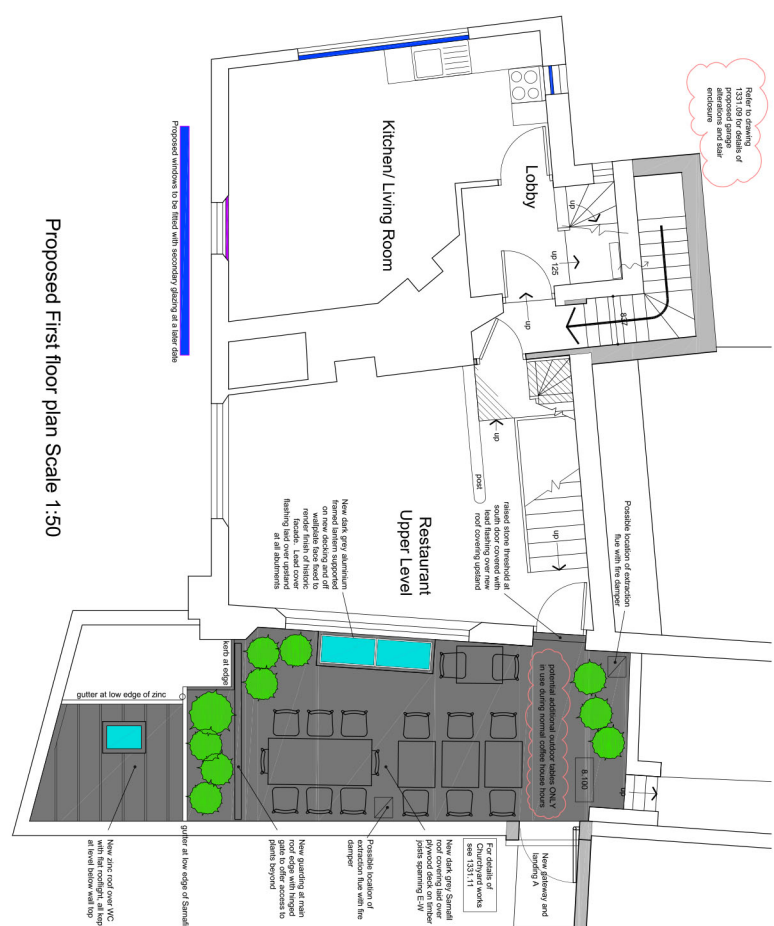 Refer to drawing
1331.09 for details of
proposed garage
alterations and stair
enclosure
Lobby
up
up 125
up
837
Kitchen/ Living Room
Proposed windows to be fitted with secondary glazing at a later date
Proposed First floor plan Scale 1:50
up
post
up
Restaurant
Upper Level
raised stone threshold at
south door covered with
lead flashing over new
roof covering upstand
New dark grey aluminium
framed lantern supported
on new decking and off
wallplate face fixed to
render finish of historic
facade. Lead cover
flashing laid over upstand
at all abutments
Possible location of extraction
flue with fire damper
potential additional outdoor tables ONLY
in use during normal coffee house hours
8.100
up
kerb at edge
gutter at low edge of zinc
gutter at low edge of Sarnafil
New gateway and
landing A
For details of
Churchyard works
see 1331.11
New dark grey Sarnafil
roof covering laid over
plywood deck on timber
joists spanning E-W
Possible location of
extraction flue with fire
damper
New guarding at main
roof edge with hinged
gate to offer access to
plants beyond
New zinc roof over WC
with flat rooflight, all kept
at level below wall top